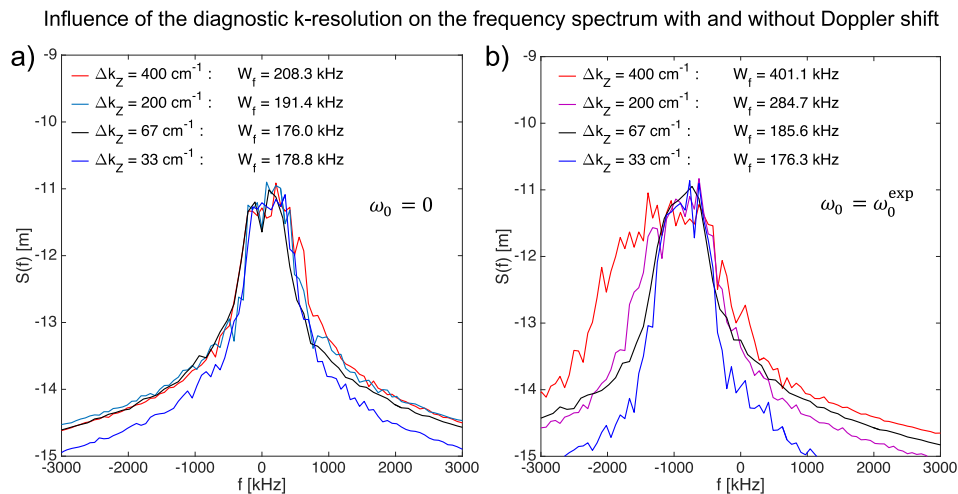 Influence of the diagnostic k-resolution on the frequency spectrum with and without Doppler shift
a)
Δk_Z = 400 cm⁻¹ : W_f = 208.3 kHz
Δk_Z = 200 cm⁻¹ : W_f = 191.4 kHz
Δk_Z = 67 cm⁻¹ : W_f = 176.0 kHz
Δk_Z = 33 cm⁻¹ : W_f = 178.8 kHz
ω₀ = 0
S(f) [m]
-9
-10
-11
-12
-13
-14
-15
-3000 -2000 -1000 0 1000 2000 3000
f [kHz]
b)
Δk_Z = 400 cm⁻¹ : W_f = 401.1 kHz
Δk_Z = 200 cm⁻¹ : W_f = 284.7 kHz
Δk_Z = 67 cm⁻¹ : W_f = 185.6 kHz
Δk_Z = 33 cm⁻¹ : W_f = 176.3 kHz
ω₀ = ω₀^exp
S(f) [m]
-9
-10
-11
-12
-13
-14
-15
-3000 -2000 -1000 0 1000 2000 3000
f [kHz]